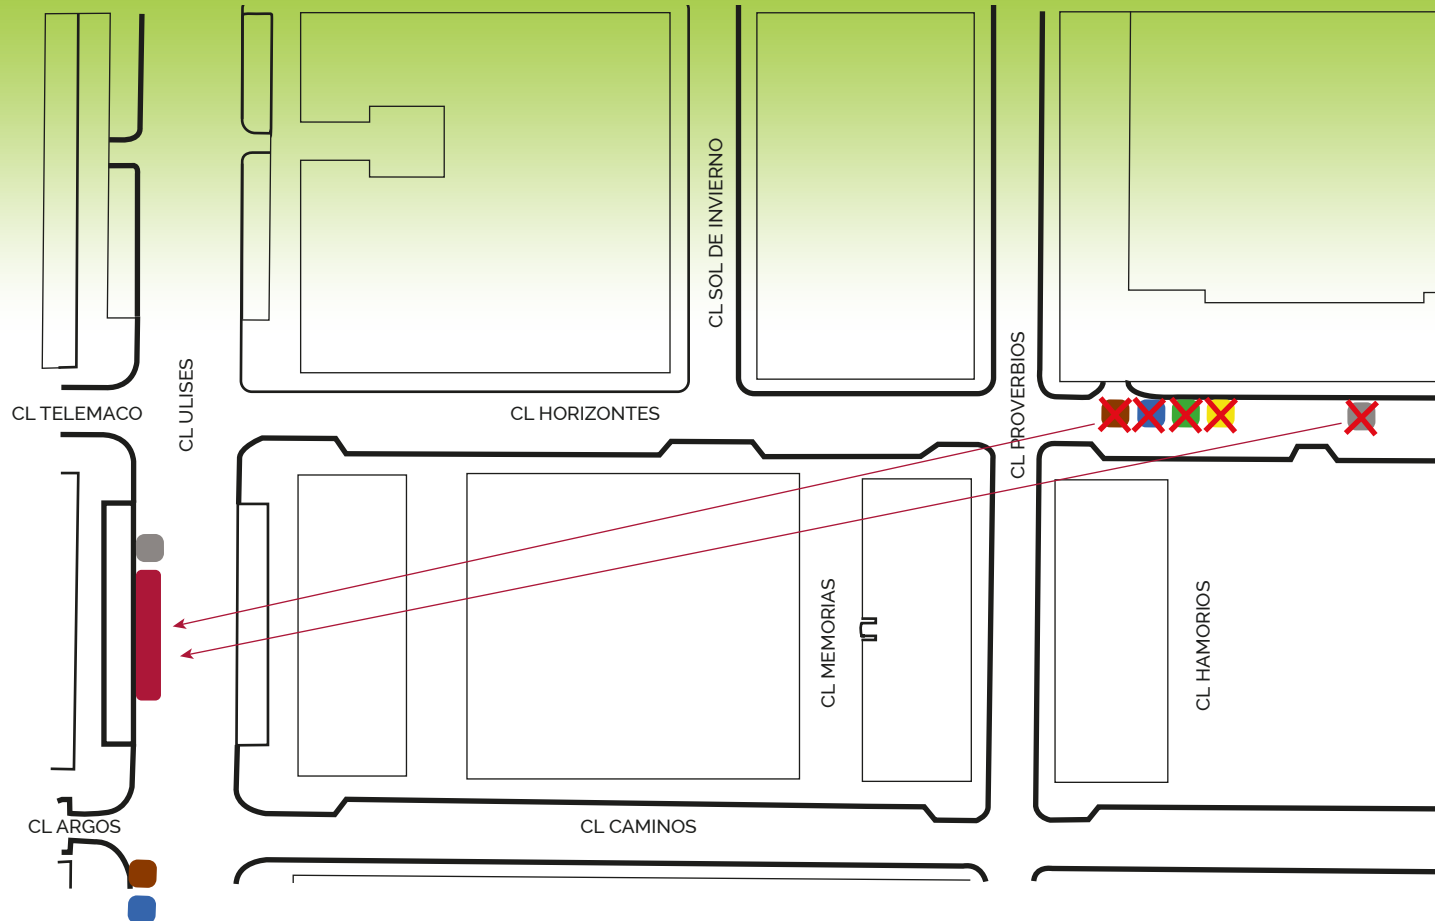 CL SOL DE INVIERNO
CL ULISES
CL PROVERBIOS
CL TELEMACO
CL HORIZONTES
CL MEMORIAS
CL HAMORIOS
CL ARGOS
CL CAMINOS